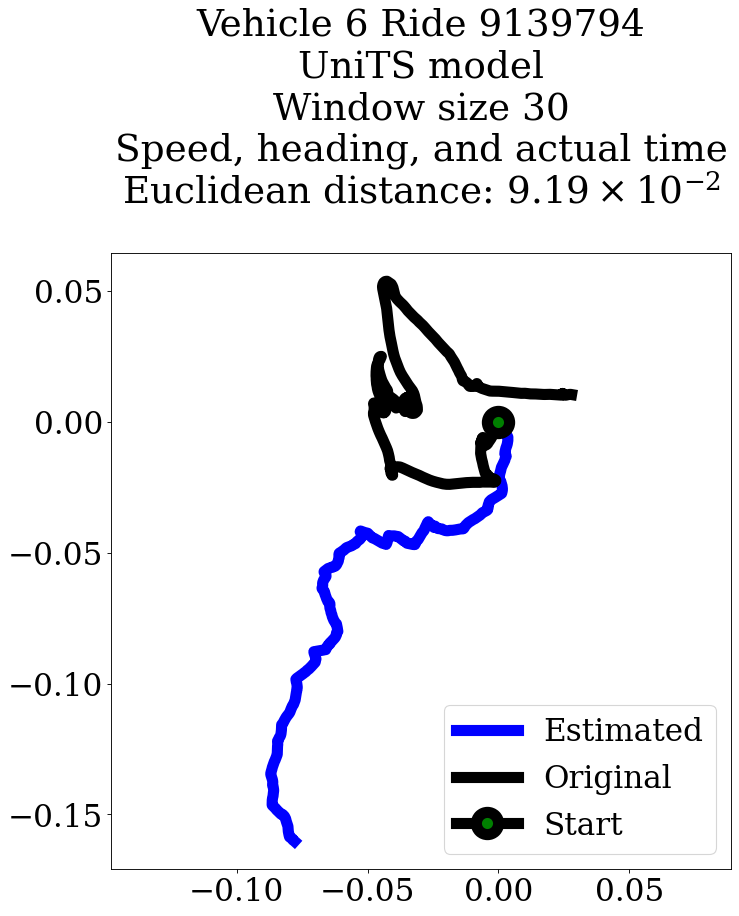 Vehicle 6 Ride 9139794
UniTS model
Window size 30
Speed, heading, and actual time
Euclidean distance: 9.19 × 10⁻²
0.05
0.00
−0.05
−0.10
−0.15
Estimated
Original
Start
−0.10
−0.05
0.00
0.05